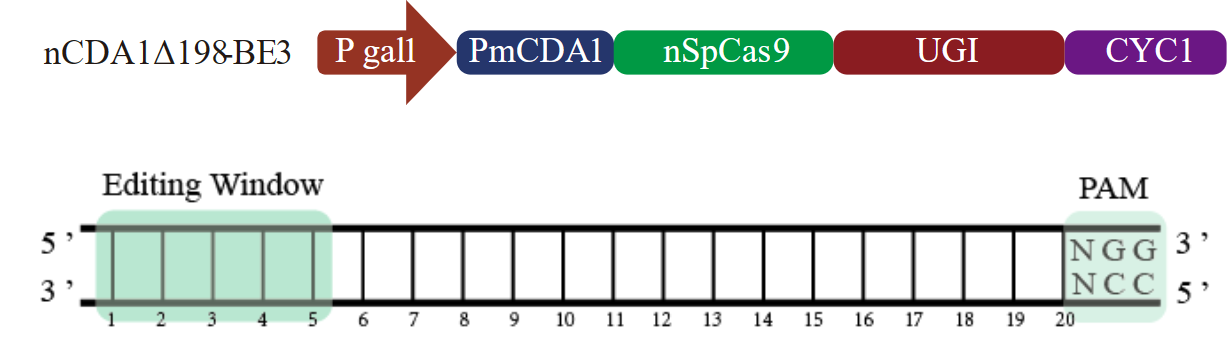 nCDA1Δ198-BE3 P gall PmCDA1 nSpCas9 UGI CYC1
Editing Window PAM
5 ’ N G G 3 ’
3 ’ N C C 5 ’
1 2 3 4 5 6 7 8 9 10 11 12 13 14 15 16 17 18 19 20